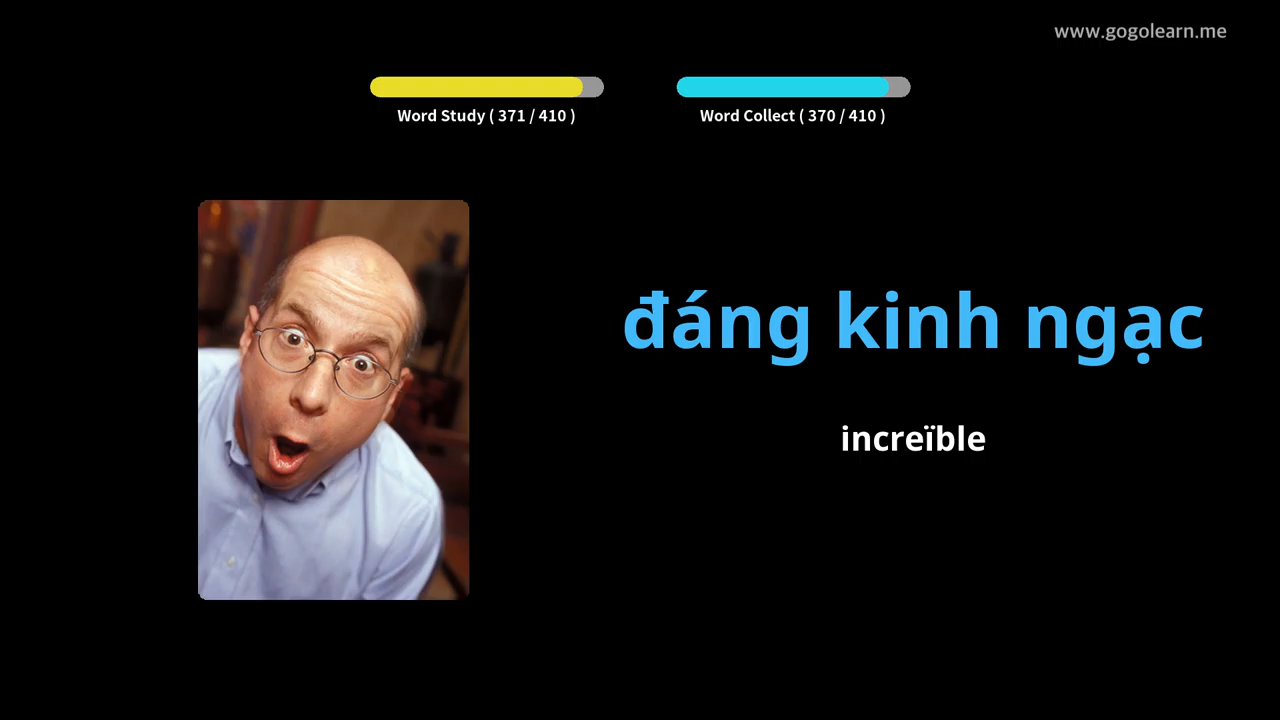 www.gogolearn.me
Word Study ( 371 / 410 )
Word Collect ( 370 / 410 )
đáng kinh ngạc
increïble